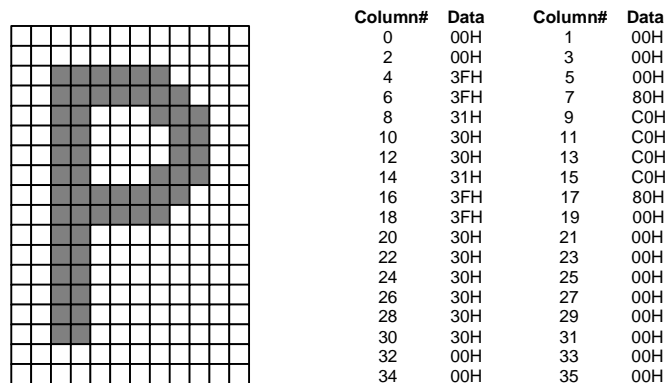 Column# Data Column# Data
0 00H 1 00H
2 00H 3 00H
4 3FH 5 00H
6 3FH 7 80H
8 31H 9 C0H
10 30H 11 C0H
12 30H 13 C0H
14 31H 15 C0H
16 3FH 17 80H
18 3FH 19 00H
20 30H 21 00H
22 30H 23 00H
24 30H 25 00H
26 30H 27 00H
28 30H 29 00H
30 30H 31 00H
32 00H 33 00H
34 00H 35 00H